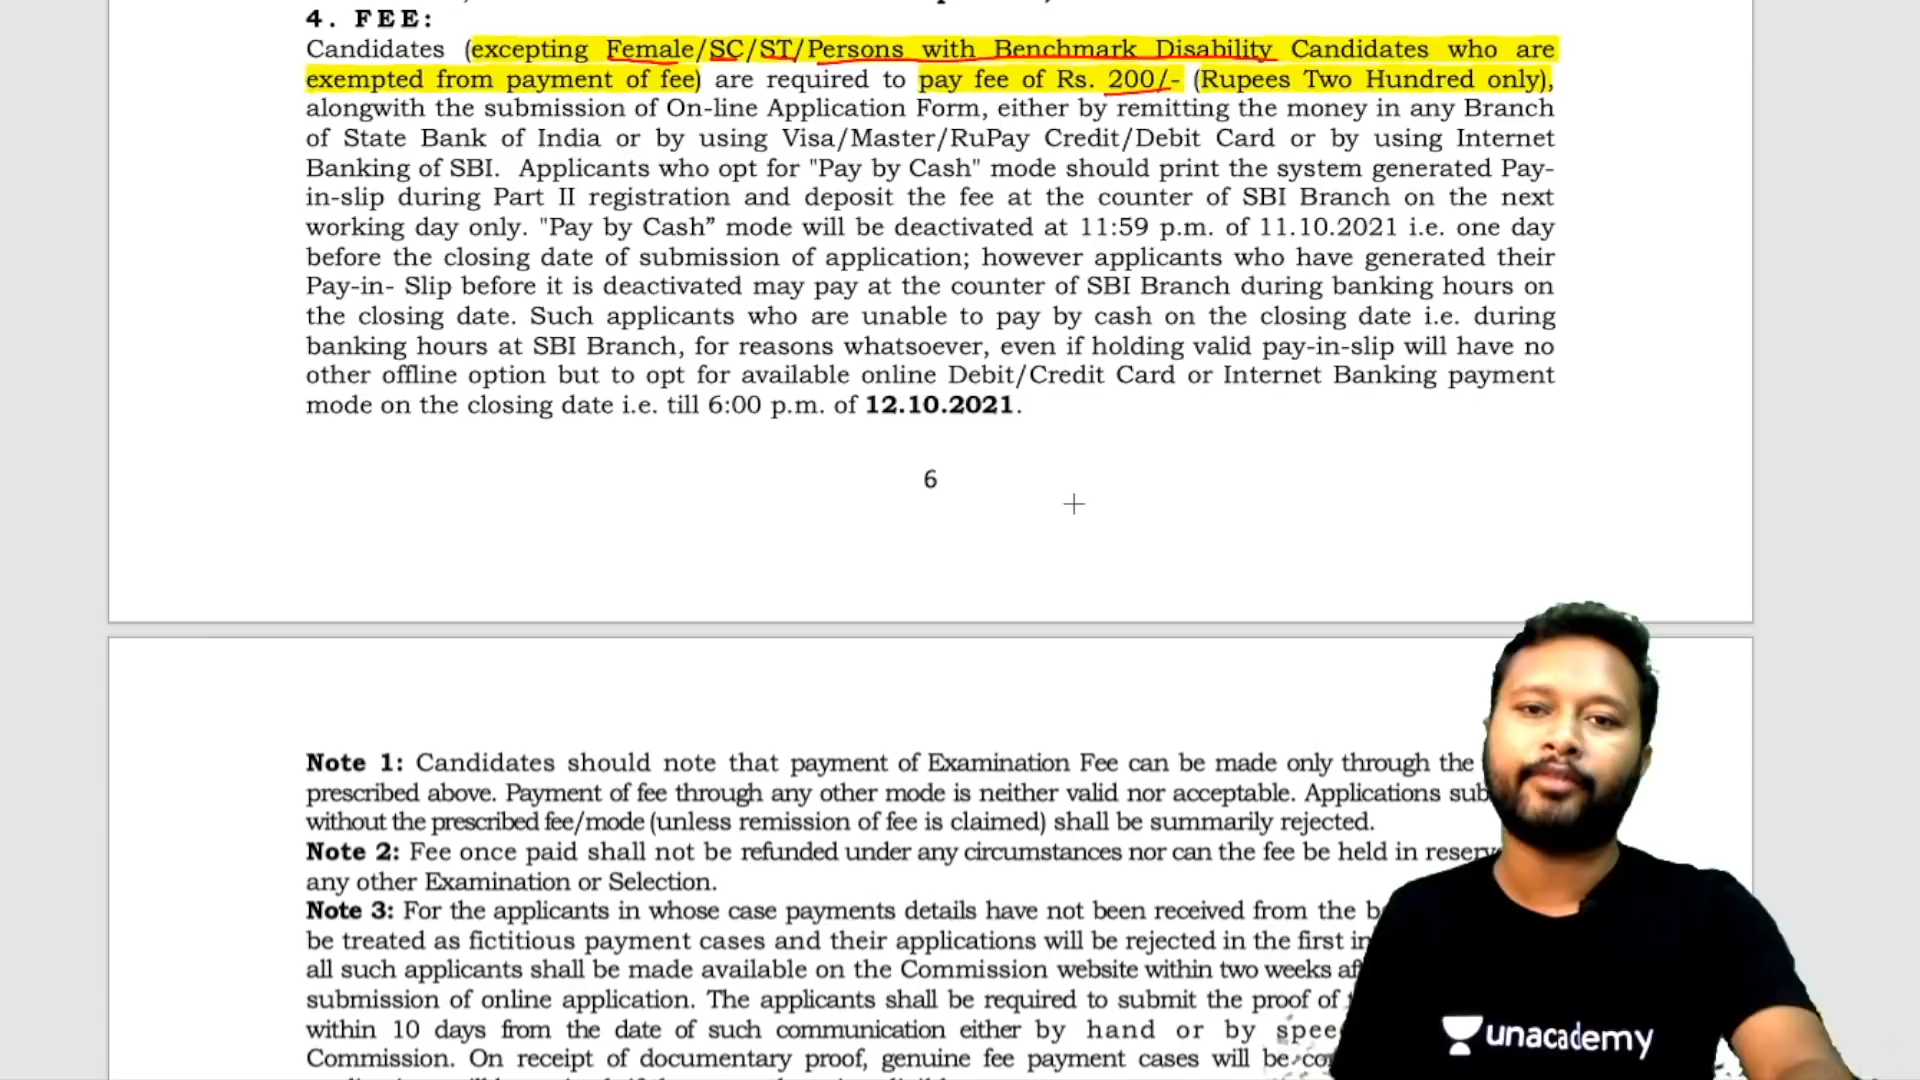 4. FEE:
Candidates (excepting Female/SC/ST/Persons with Benchmark Disability Candidates who are
exempted from payment of fee) are required to pay fee of Rs. 200/- (Rupees Two Hundred only),
alongwith the submission of On-line Application Form, either by remitting the money in any Branch
of State Bank of India or by using Visa/Master/RuPay Credit/Debit Card or by using Internet
Banking of SBI. Applicants who opt for "Pay by Cash" mode should print the system generated Pay-
in-slip during Part II registration and deposit the fee at the counter of SBI Branch on the next
working day only. "Pay by Cash” mode will be deactivated at 11:59 p.m. of 11.10.2021 i.e. one day
before the closing date of submission of application; however applicants who have generated their
Pay-in- Slip before it is deactivated may pay at the counter of SBI Branch during banking hours on
the closing date. Such applicants who are unable to pay by cash on the closing date i.e. during
banking hours at SBI Branch, for reasons whatsoever, even if holding valid pay-in-slip will have no
other offline option but to opt for available online Debit/Credit Card or Internet Banking payment
mode on the closing date i.e. till 6:00 p.m. of 12.10.2021.
6
Note 1: Candidates should note that payment of Examination Fee can be made only through the
prescribed above. Payment of fee through any other mode is neither valid nor acceptable. Applications sub
without the prescribed fee/mode (unless remission of fee is claimed) shall be summarily rejected.
Note 2: Fee once paid shall not be refunded under any circumstances nor can the fee be held in reserv
any other Examination or Selection.
Note 3: For the applicants in whose case payments details have not been received from the b
be treated as fictitious payment cases and their applications will be rejected in the first in
all such applicants shall be made available on the Commission website within two weeks af
submission of online application. The applicants shall be required to submit the proof of
within 10 days from the date of such communication either by hand or by spee
Commission. On receipt of documentary proof, genuine fee payment cases will be co
unacademy